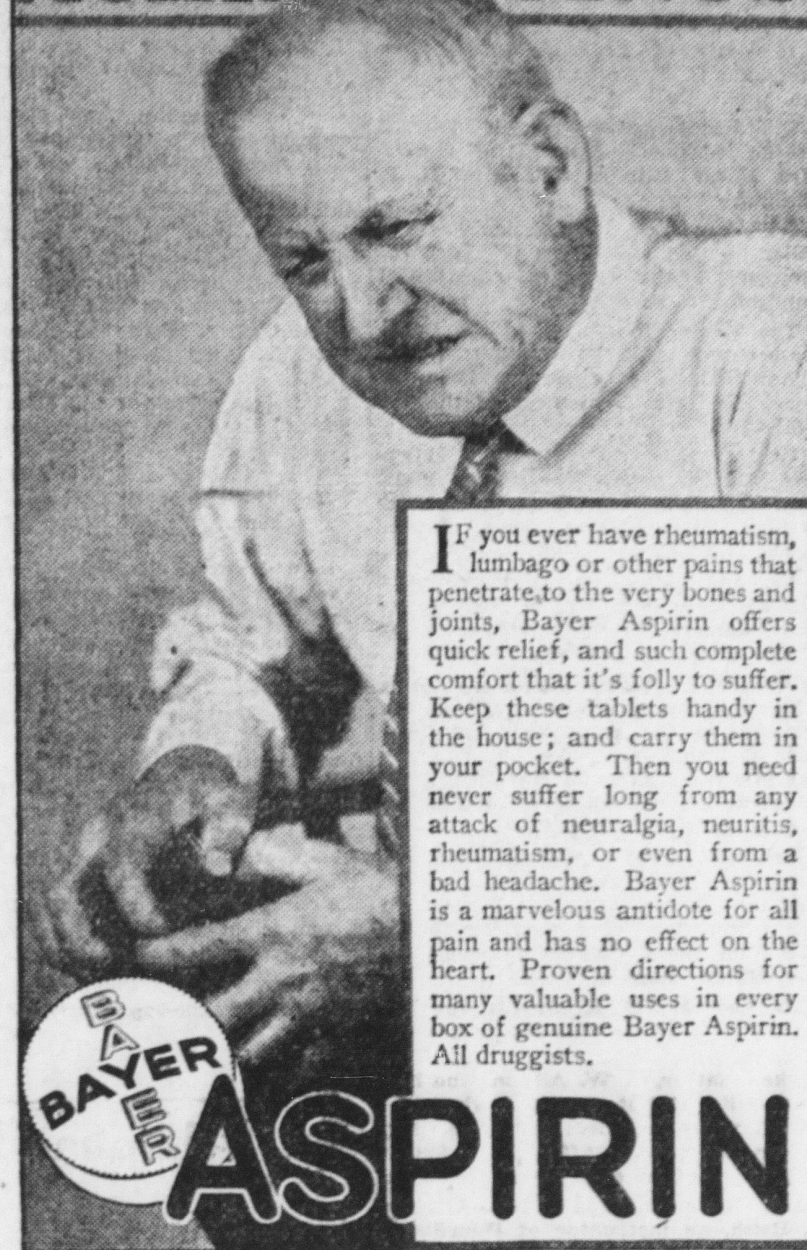 IF you ever have rheumatism,
lumbago or other pains that
penetrate to the very bones and
joints, Bayer Aspirin offers
quick relief, and such complete
comfort that it's folly to suffer.
Keep these tablets handy in
the house; and carry them in
your pocket. Then you need
never suffer long from any
attack of neuralgia, neuritis,
rheumatism, or even from a
bad headache. Bayer Aspirin
is a marvelous antidote for all
pain and has no effect on the
heart. Proven directions for
many valuable uses in every
box of genuine Bayer Aspirin.
All druggists.
BAYER
BAYER
ASPIRIN